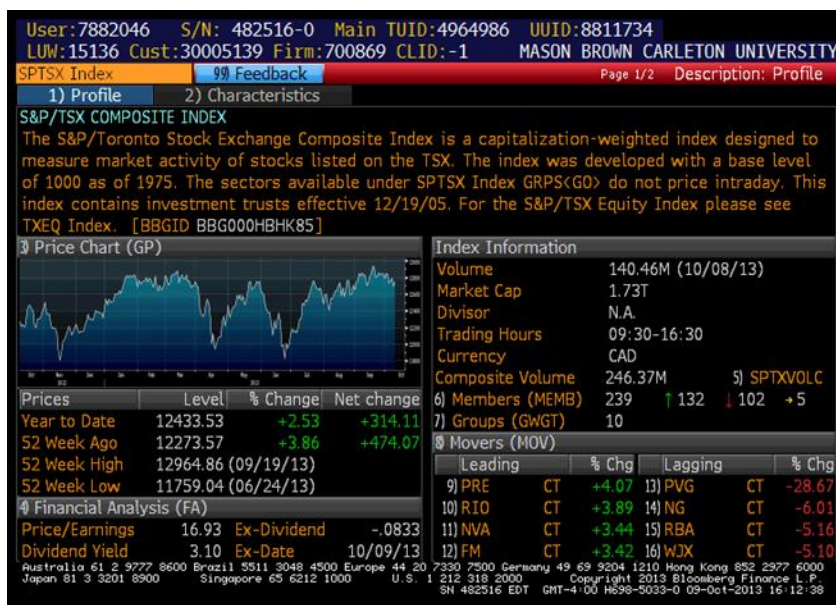 User:7882046 S/N: 482516-0 Main TUID:4964986 UUID:8811734
LUW:15136 Cust:30005139 Firm:700869 CLID:-1 MASON BROWN CARLETON UNIVERSITY
SPTSX Index 99) Feedback Page 1/2 Description: Profile
1) Profile 2) Characteristics
S&P/TSX COMPOSITE INDEX
The S&P/Toronto Stock Exchange Composite Index is a capitalization-weighted index designed to
measure market activity of stocks listed on the TSX. The index was developed with a base level
of 1000 as of 1975. The sectors available under SPTSX Index GRPS<GO> do not price intraday. This
index contains investment trusts effective 12/19/05. For the S&P/TSX Equity Index please see
TXEQ Index. [BBGID BBG000HBHK85]
3) Price Chart (GP)
Prices Level % Change Net change
Year to Date 12433.53 +2.53 +314.11
52 Week Ago 12273.57 +3.86 +474.07
52 Week High 12964.86 (09/19/13)
52 Week Low 11759.04 (06/24/13)
4) Financial Analysis (FA)
Price/Earnings 16.93 Ex-Dividend -.0833
Dividend Yield 3.10 Ex-Date 10/09/13
Index Information
Volume 140.46M (10/08/13)
Market Cap 1.73T
Divisor N.A.
Trading Hours 09:30-16:30
Currency CAD
Composite Volume 246.37M 5) SPTXVOLC
6) Members (MEMB) 239 ↑132 ↓102 →5
7) Groups (GWGT) 10
8) Movers (MOV)
Leading % Chg Lagging % Chg
9) PRE CT +4.07 13) PVG CT -28.67
10) RIO CT +3.89 14) NG CT -6.01
11) NVA CT +3.44 15) RBA CT -5.16
12) FM CT +3.42 16) WJX CT -5.10
Australia 61 2 9777 8600 Brazil 5511 3048 4500 Europe 44 20 7330 7500 Germany 49 69 9204 1210 Hong Kong 852 2977 6000
Japan 81 3 3201 8900 Singapore 65 6212 1000 U.S. 1 212 318 2000 Copyright 2013 Bloomberg Finance L.P.
SN 482516 EDT GMT-4:00 H698-5033-0 09-Oct-2013 16:12:38